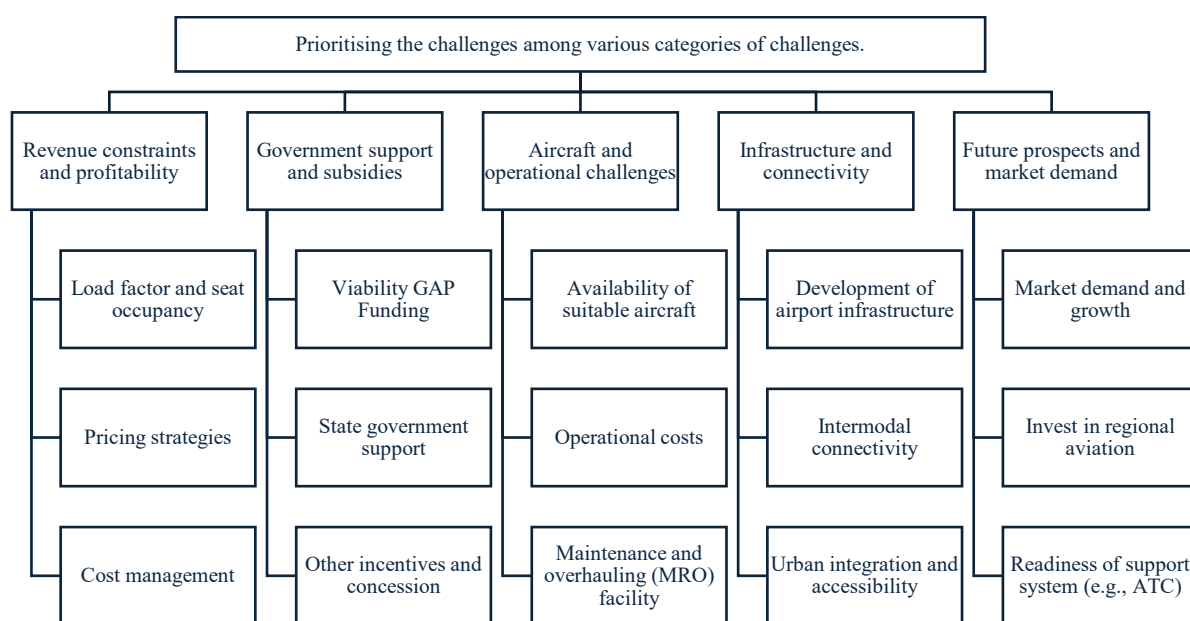 Prioritising the challenges among various categories of challenges.
Revenue constraints
and profitability
Government support
and subsidies
Aircraft and
operational challenges
Infrastructure and
connectivity
Future prospects and
market demand
Load factor and seat
occupancy
Viability GAP
Funding
Availability of
suitable aircraft
Development of
airport infrastructure
Market demand and
growth
Pricing strategies
State government
support
Operational costs
Intermodal
connectivity
Invest in regional
aviation
Cost management
Other incentives and
concession
Maintenance and
overhauling (MRO)
facility
Urban integration and
accessibility
Readiness of support
system (e.g., ATC)